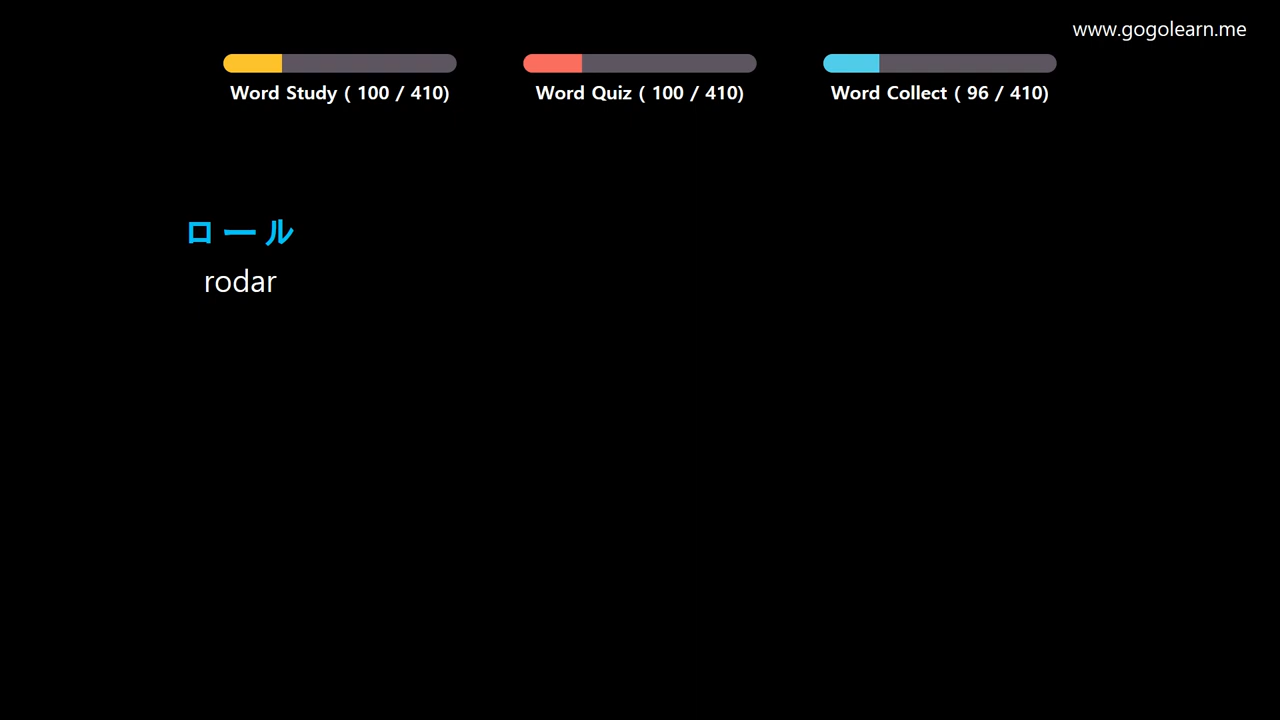 www.gogolearn.me
Word Study ( 100 / 410)
Word Quiz ( 100 / 410)
Word Collect ( 96 / 410)
ロール
rodar